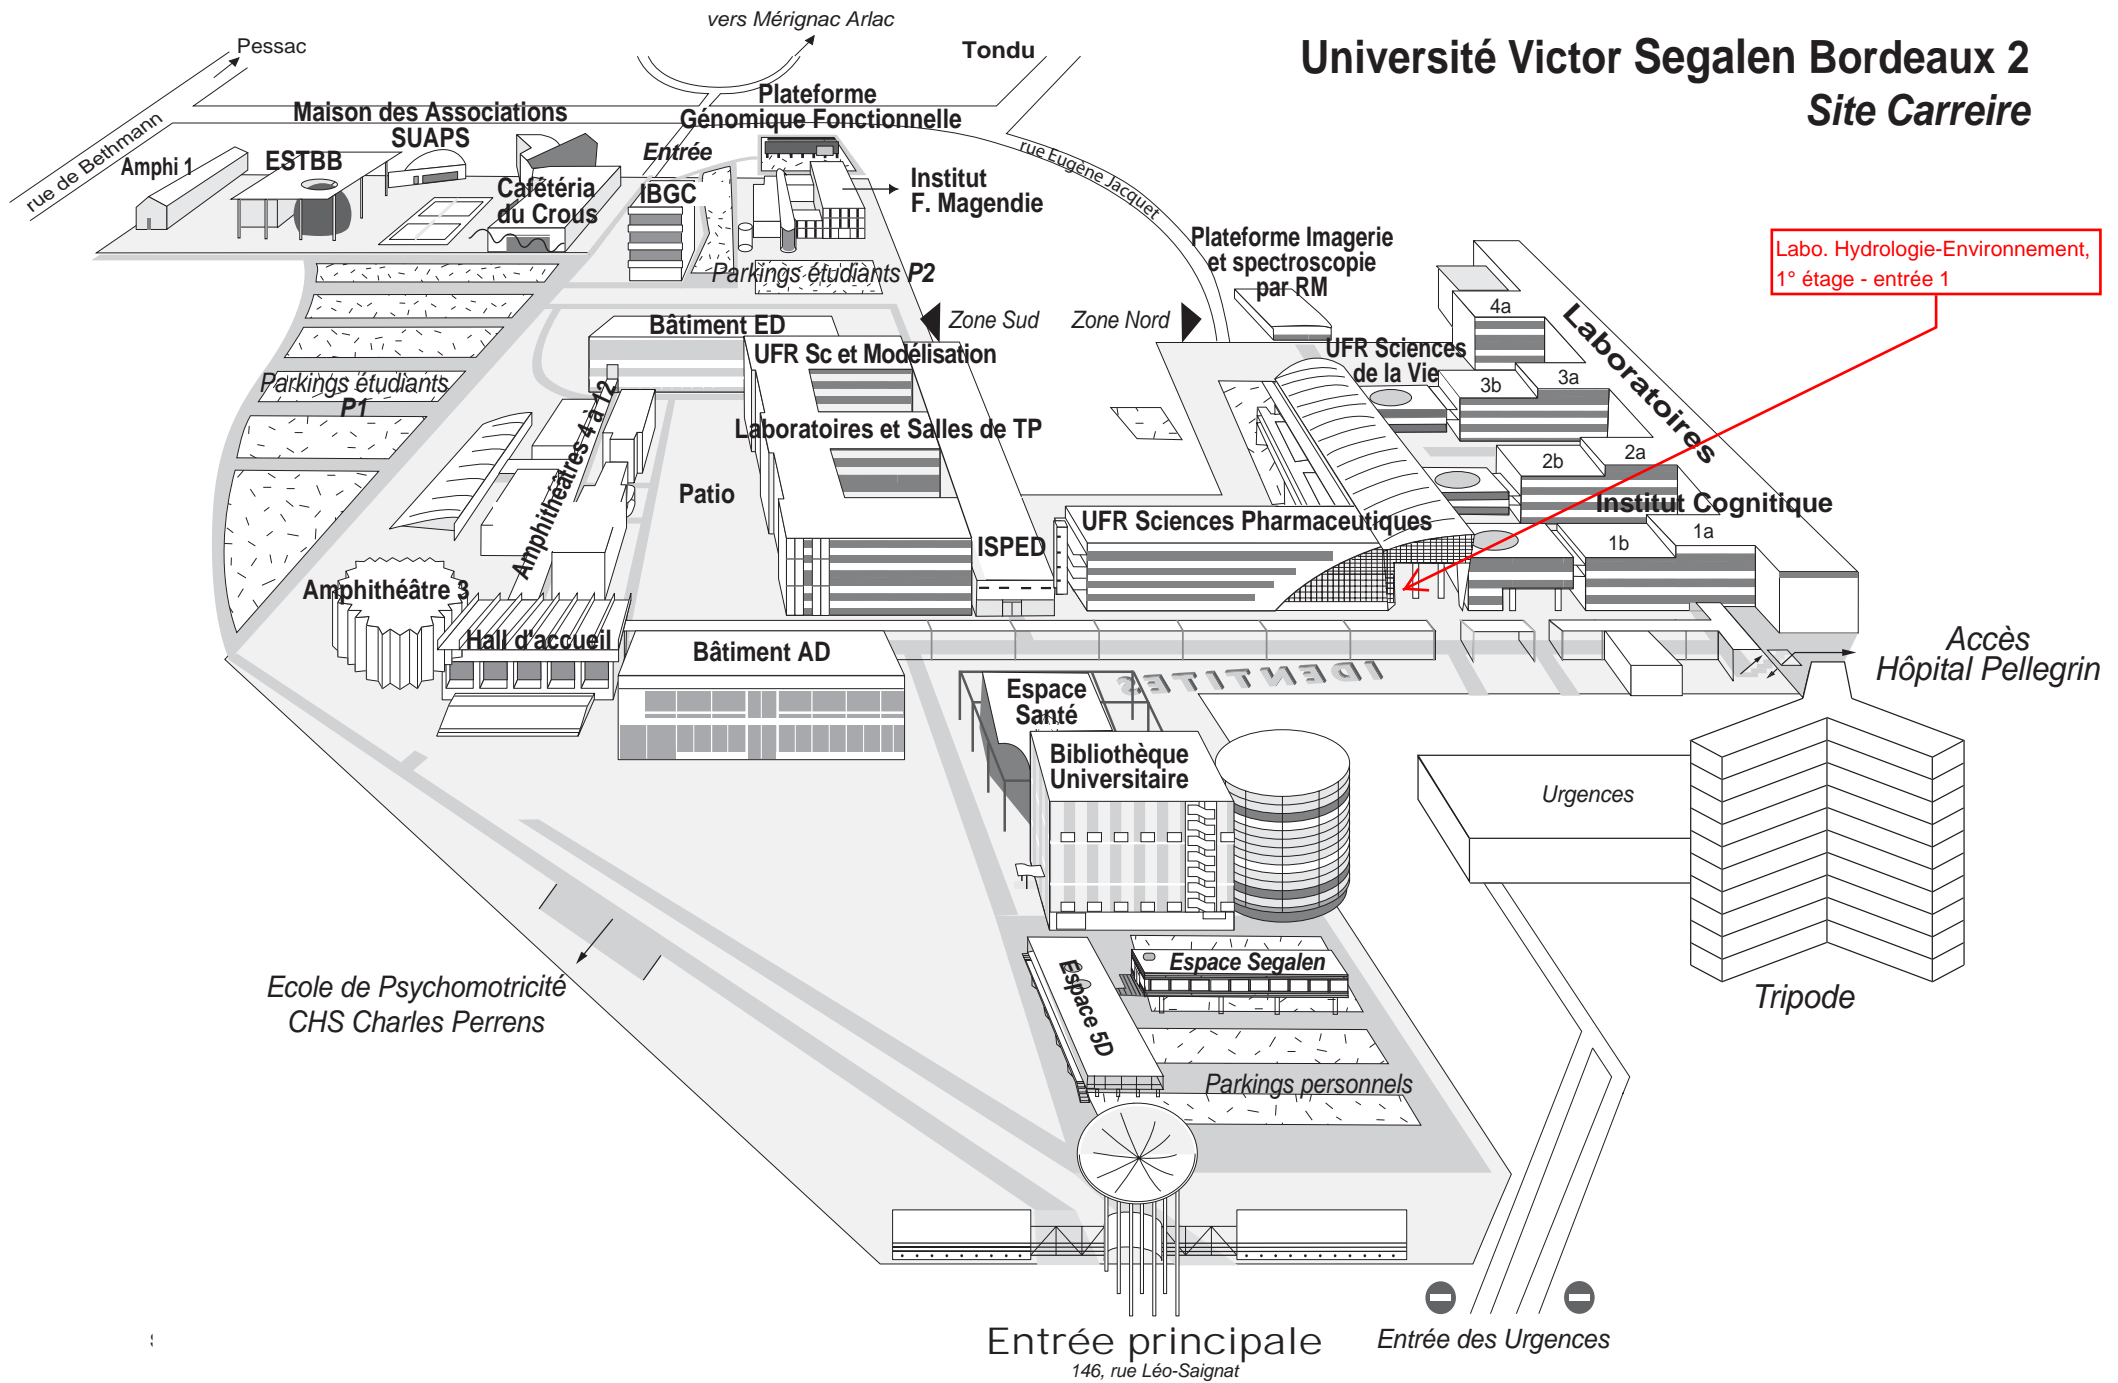 vers Mérignac Arlac
Pessac
Tondu
Université Victor Segalen Bordeaux 2
Site Carreire
rue de Bethmann
Maison des Associations
SUAPS
Plateforme
Génomique Fonctionnelle
Amphi 1
ESTBB
Entrée
rue Eugène Jacquet
Cafétéria
du Crous
IBGC
Institut
F. Magendie
Parkings étudiants P2
Plateforme Imagerie
et spectroscopie
par RM
Labo. Hydrologie-Environnement,
1° étage - entrée 1
Zone Sud
Zone Nord
Bâtiment ED
UFR Sc et Modélisation
UFR Sciences
de la Vie
4a
Laboratoires
3b
3a
Parkings étudiants
P1
Amphithéâtres 4 à 12
Laboratoires et Salles de TP
2b
2a
Patio
Institut Cognitique
UFR Sciences Pharmaceutiques
ISPED
1b
1a
Amphithéâtre 3
Hall d'accueil
Bâtiment AD
IDENTITES
Accès
Hôpital Pellegrin
Espace
Santé
Bibliothèque
Universitaire
Urgences
Espace Segalen
Espace 5D
Tripode
Ecole de Psychomotricité
CHS Charles Perrens
Parkings personnels
Entrée principale
146, rue Léo-Saignat
Entrée des Urgences